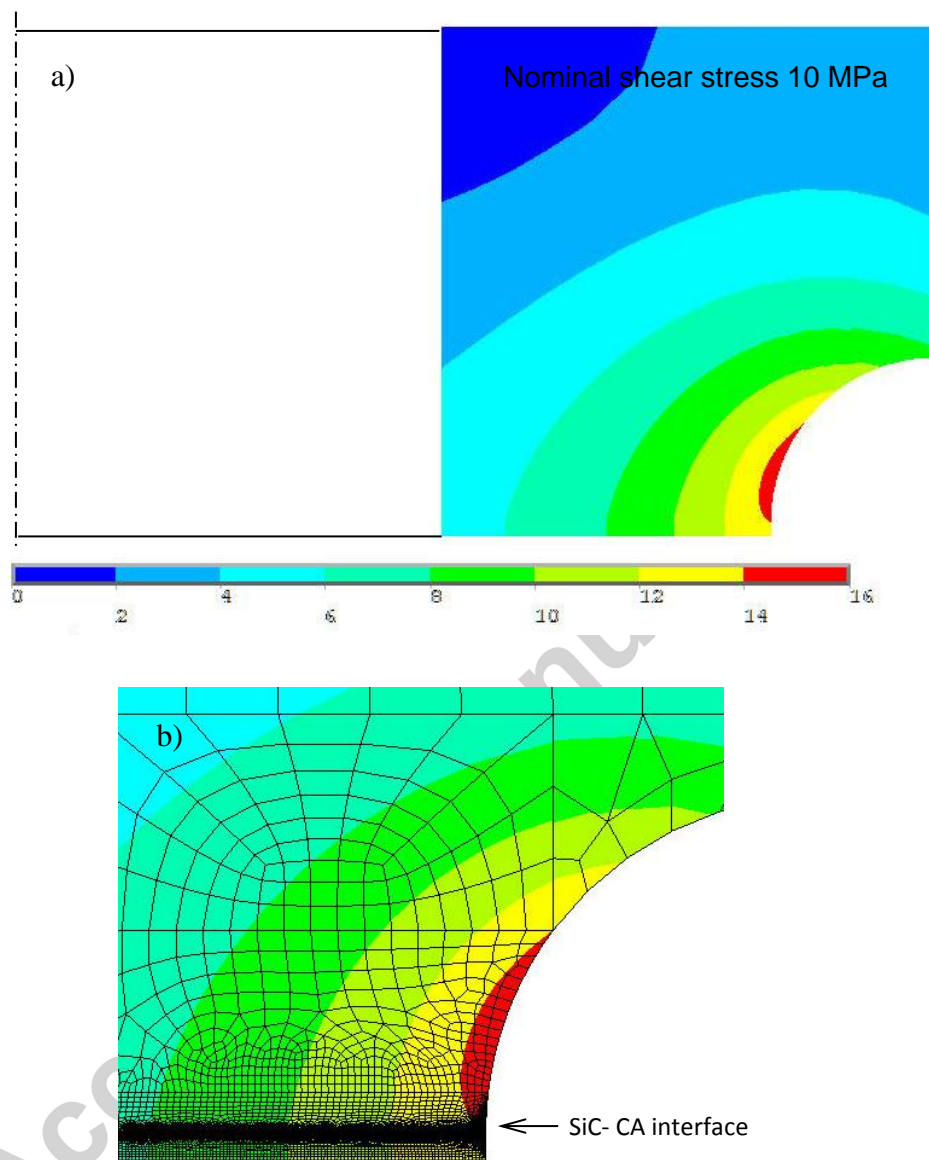 a)
Nominal shear stress 10 MPa
0 4 8 12 16
2 6 10 14
b)
SiC- CA interface